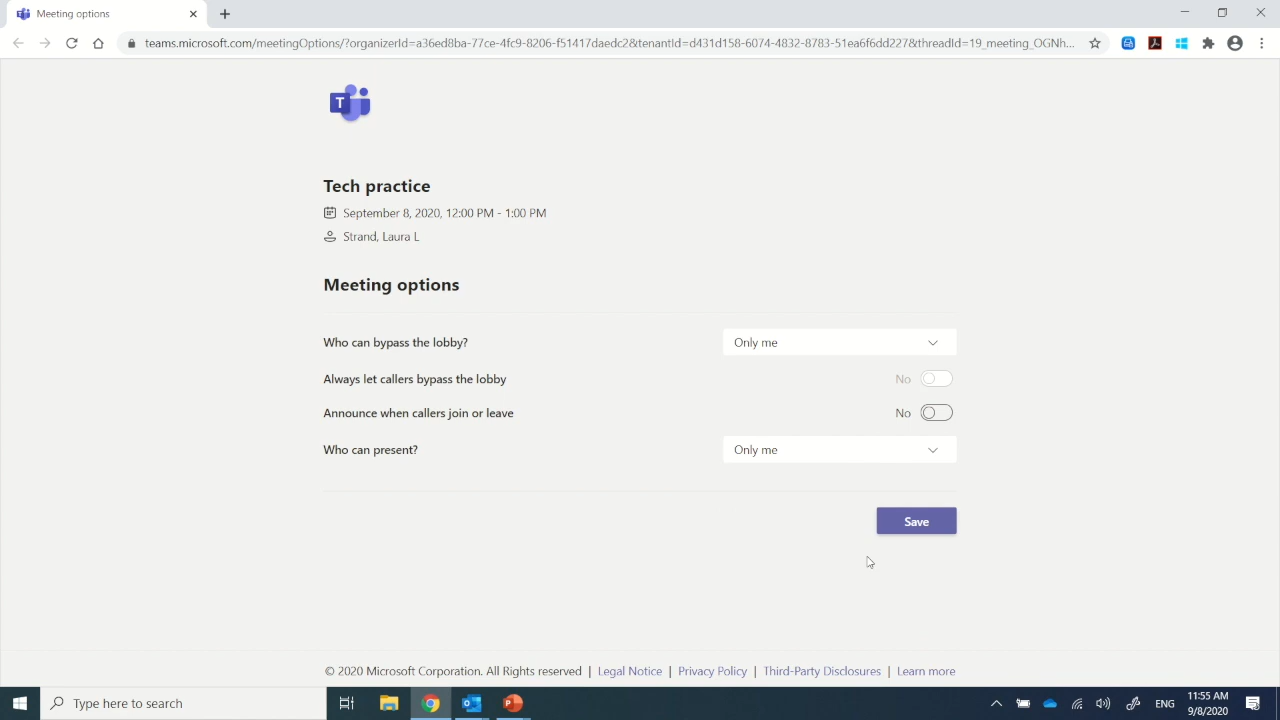 Meeting options
teams.microsoft.com/meetingOptions/?organizerId=a36ed8ba-77ce-4fc9-8206-f51417daedc2&tenantId=d431d158-6074-4832-8783-51ea6f6dd227&threadId=19_meeting_OGNh...
T
Tech practice
September 8, 2020, 12:00 PM - 1:00 PM
Strand, Laura L
Meeting options
Who can bypass the lobby? Only me
Always let callers bypass the lobby No
Announce when callers join or leave No
Who can present? Only me
Save
© 2020 Microsoft Corporation. All Rights reserved | Legal Notice | Privacy Policy | Third-Party Disclosures | Learn more
Type here to search
ENG
11:55 AM
9/8/2020